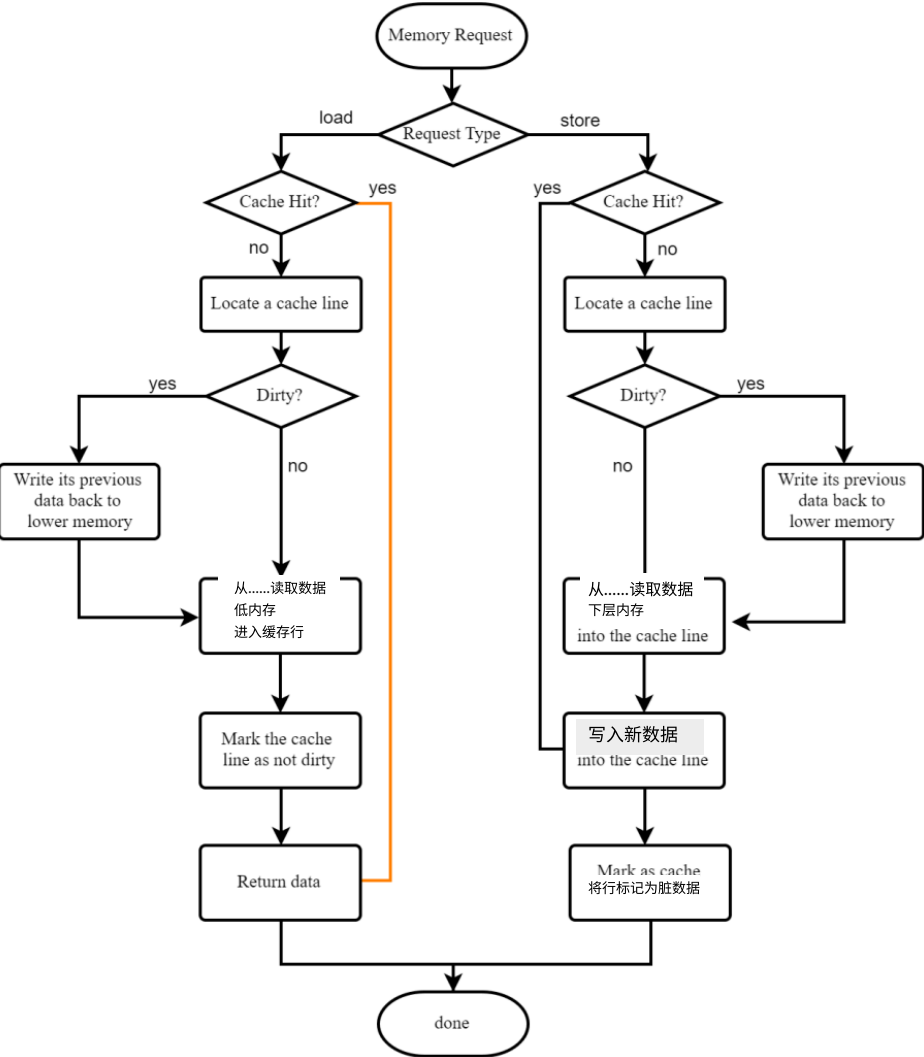 Memory Request
Request Type
load
store
Cache Hit?
yes
no
Locate a cache line
Dirty?
yes
no
Write its previous
data back to
lower memory
从......读取数据
低内存
进入缓存行
Mark the cache
line as not dirty
Return data
yes
Cache Hit?
no
Locate a cache line
Dirty?
yes
no
Write its previous
data back to
lower memory
从......读取数据
下层内存
into the cache line
写入新数据
into the cache line
Mark as cache
将行标记为脏数据
done